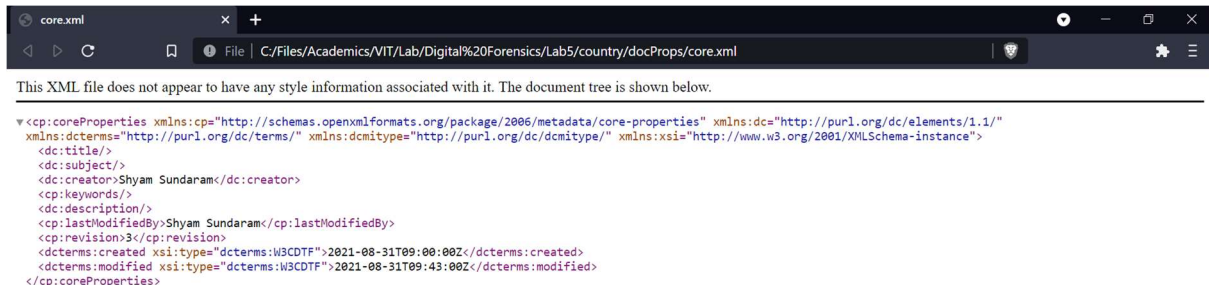 core.xml
File C:/Files/Academics/VIT/Lab/Digital%20Forensics/Lab5/country/docProps/core.xml
This XML file does not appear to have any style information associated with it. The document tree is shown below.
▼<cp:coreProperties xmlns:cp="http://schemas.openxmlformats.org/package/2006/metadata/core-properties" xmlns:dc="http://purl.org/dc/elements/1.1/"
xmlns:dcterms="http://purl.org/dc/terms/" xmlns:dcmitype="http://purl.org/dc/dcmitype/" xmlns:xsi="http://www.w3.org/2001/XMLSchema-instance">
<dc:title/>
<dc:subject/>
<dc:creator>Shyam Sundaram</dc:creator>
<cp:keywords/>
<dc:description/>
<cp:lastModifiedBy>Shyam Sundaram</cp:lastModifiedBy>
<cp:revision>3</cp:revision>
<dcterms:created xsi:type="dcterms:W3CDTF">2021-08-31T09:00:00Z</dcterms:created>
<dcterms:modified xsi:type="dcterms:W3CDTF">2021-08-31T09:43:00Z</dcterms:modified>
</cp:coreProperties>